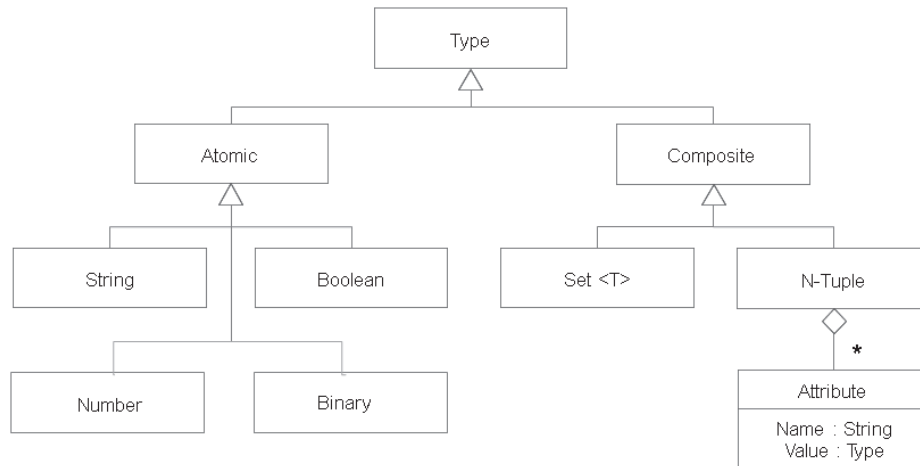 Type
Atomic
Composite
String
Boolean
Set <T>
N-Tuple
*
Number
Binary
Attribute
Name : String
Value : Type